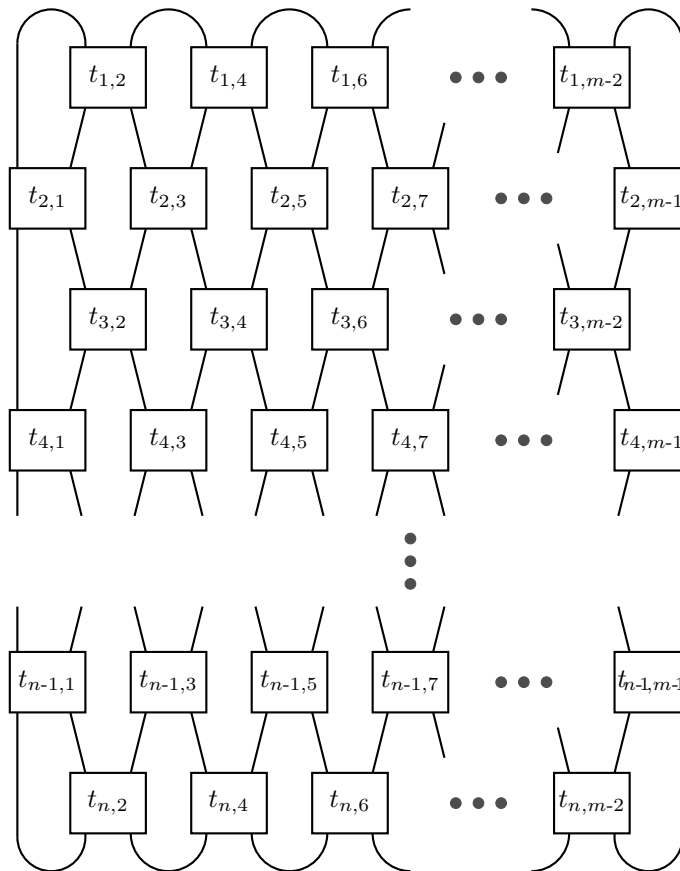 t1,2 t1,4 t1,6 t1,m-2
t2,1 t2,3 t2,5 t2,7 t2,m-1
t3,2 t3,4 t3,6 t3,m-2
t4,1 t4,3 t4,5 t4,7 t4,m-1
tn-1,1 tn-1,3 tn-1,5 tn-1,7 tn-1,m-1
tn,2 tn,4 tn,6 tn,m-2